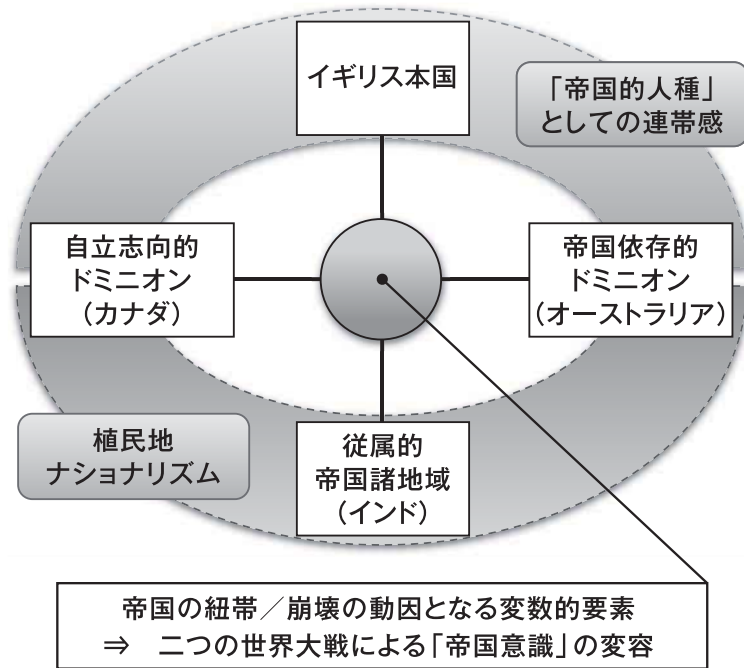 イギリス本国
「帝国的人種」
としての連帯感
自立志向的
ドミニオン
（カナダ）
帝国依存的
ドミニオン
（オーストラリア）
植民地
ナショナリズム
従属的
帝国諸地域
（インド）
帝国の紐帯／崩壊の動因となる変数的要素
⇒　二つの世界大戦による「帝国意識」の変容